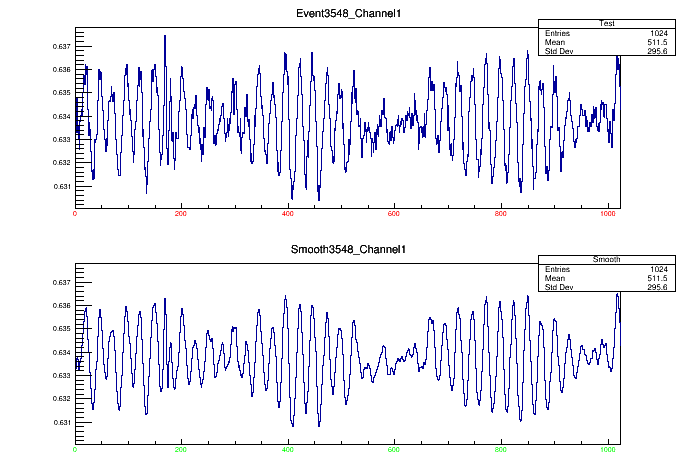 Event3548_Channel1
Test
Entries 1024
Mean 511.5
Std Dev 295.6
0.637
0.636
0.635
0.634
0.633
0.632
0.631
0 200 400 600 800 1000
Smooth3548_Channel1
Smooth
Entries 1024
Mean 511.5
Std Dev 295.6
0.637
0.636
0.635
0.634
0.633
0.632
0.631
0 200 400 600 800 1000